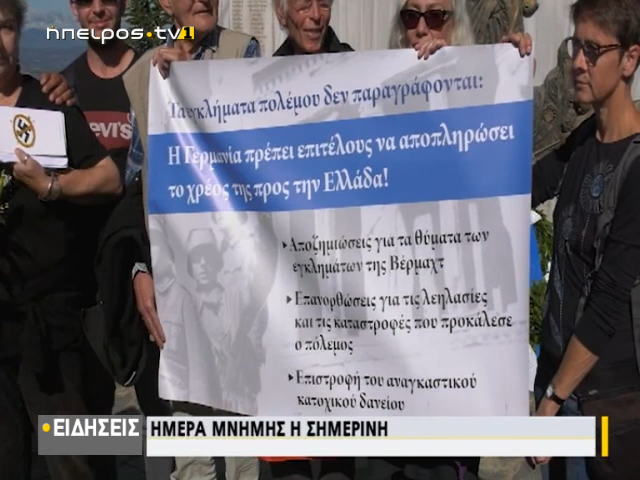 ηπειρος•tv1
Τα εγκλήματα πολέμου δεν παραγράφονται:
Η Γερμανία πρέπει επιτέλους να αποπληρώσει
το χρέος της προς την Ελλάδα!
Αποζημιώσεις για τα θύματα των
εγκλημάτων της Βέρμαχτ
Επανορθώσεις για τις λεηλασίες
και τις καταστροφές που προκάλεσε
ο πόλεμος
Επιστροφή του αναγκαστικού
κατοχικού δανείου
LEVI'S
•ΕΙΔΗΣΕΙΣ
ΗΜΕΡΑ ΜΝΗΜΗΣ Η ΣΗΜΕΡΙΝΗ